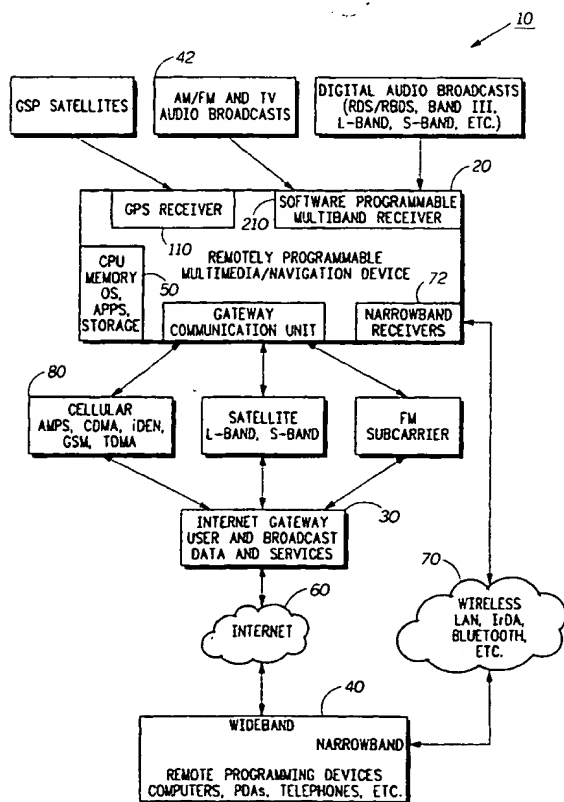 10
42
GSP SATELLITES
AM/FM AND TV
AUDIO BROADCASTS
DIGITAL AUDIO BROADCASTS
(RDS/RBDS, BAND III,
L-BAND, S-BAND, ETC.)
20
GPS RECEIVER
110
210
SOFTWARE PROGRAMMABLE
MULTIBAND RECEIVER
CPU
MEMORY
OS,
APPS,
STORAGE
50
REMOTELY PROGRAMMABLE
MULTIMEDIA/NAVIGATION DEVICE
72
GATEWAY
COMMUNICATION UNIT
NARROWBAND
RECEIVERS
80
CELLULAR
AMPS, CDMA, iDEN,
GSM, TDMA
SATELLITE
L-BAND, S-BAND
FM
SUBCARRIER
30
INTERNET GATEWAY
USER AND BROADCAST
DATA AND SERVICES
60
INTERNET
70
WIRELESS
LAN, IrDA,
BLUETOOTH,
ETC.
40
WIDEBAND
NARROWBAND
REMOTE PROGRAMMING DEVICES
COMPUTERS, PDAs, TELEPHONES, ETC.